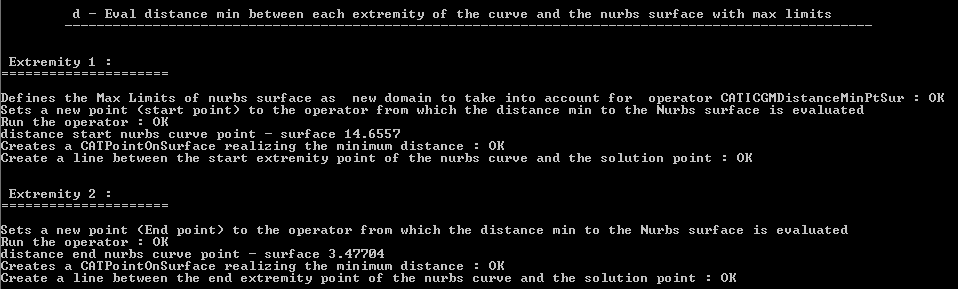 d - Eval distance min between each extremity of the curve and the nurbs surface with max limits
--------------------------------------------------------------------------------------------------
Extremity 1 :
=====================
Defines the Max Limits of nurbs surface as  new domain to take into account for  operator CATICGMDistanceMinPtSur : OK
Sets a new point (start point) to the operator from which the distance min to the Nurbs surface is evaluated
Run the operator : OK
distance start nurbs curve point - surface 14.6557
Creates a CATPointOnSurface realizing the minimum distance : OK
Create a line between the start extremity point of the nurbs curve and the solution point : OK
Extremity 2 :
=====================
Sets a new point (End point) to the operator from which the distance min to the Nurbs surface is evaluated
Run the operator : OK
distance end nurbs curve point - surface 3.47704
Creates a CATPointOnSurface realizing the minimum distance : OK
Create a line between the end extremity point of the nurbs curve and the solution point : OK